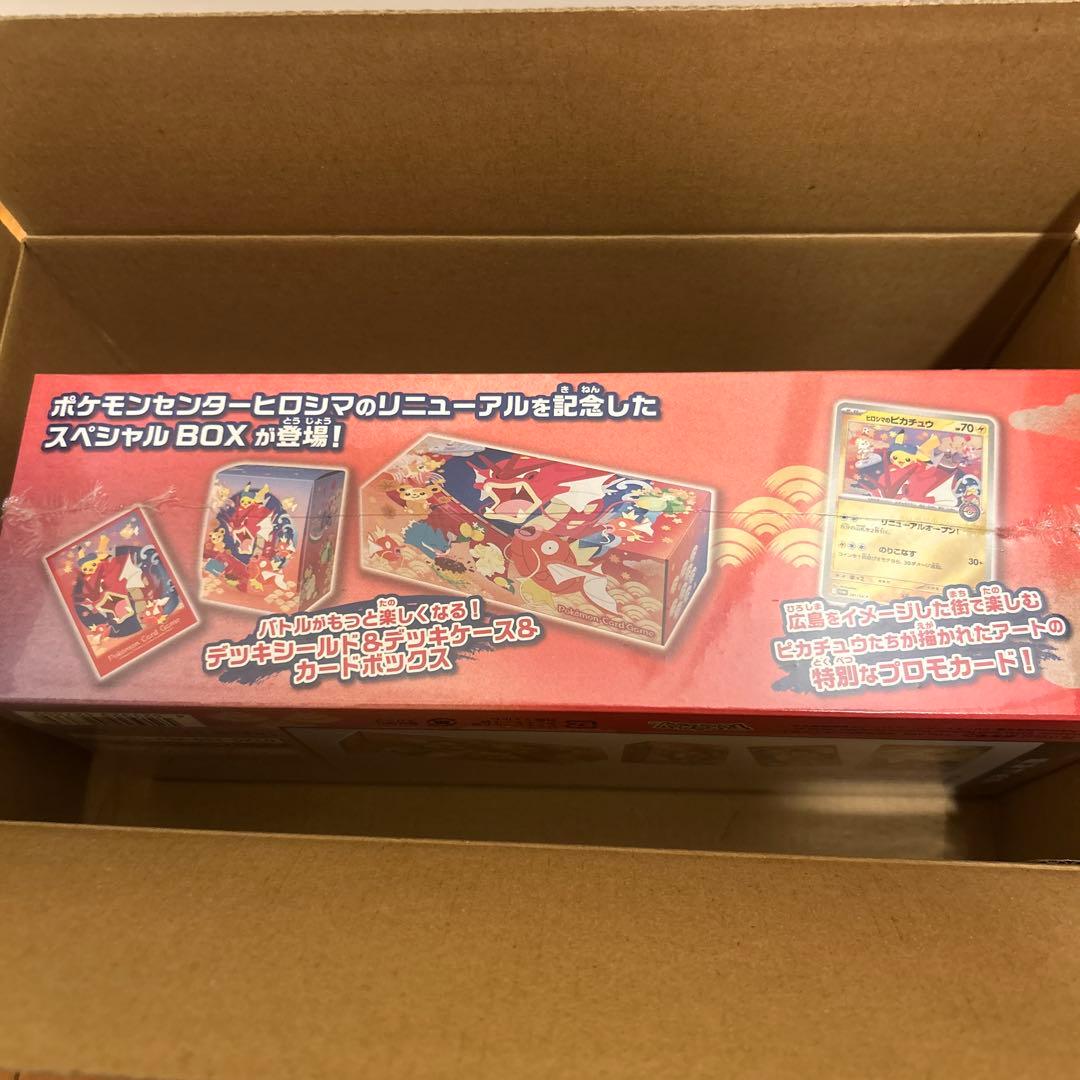 ポケモンセンターヒロシマのリニューアルを記念した
スペシャルBOXが登場！
バトルがもっと楽しくなる！
デッキシールド&デッキケース&
カードボックス
Pokémon Card Game
Pokémon Card Game
ヒロシマのピカチュウ
HP70
リニューアルオープン！
のりこなす
30+
広島をイメージした街で楽しむ
ピカチュウたちが描かれたアートの
特別なプロモカード！